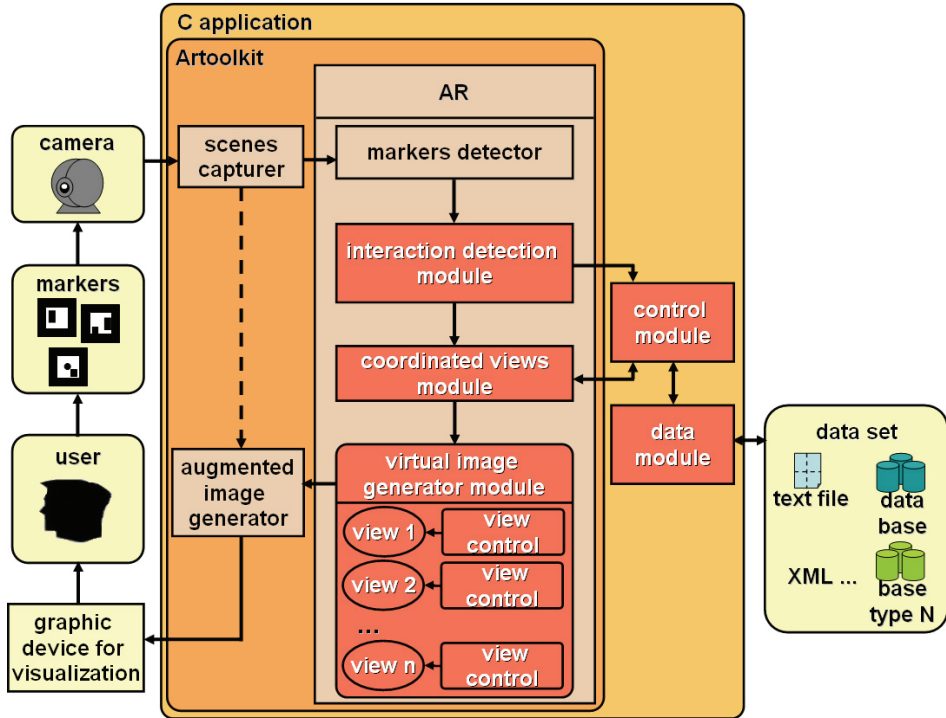 C application
Artoolkit
AR
camera
scenes
capturer
markers detector
interaction detection
module
markers
control
module
coordinated views
module
data
module
data set
text file
data
base
XML ...
base
type N
user
augmented
image
generator
virtual image
generator module
view 1
view
control
view 2
view
control
...
view n
view
control
graphic
device for
visualization